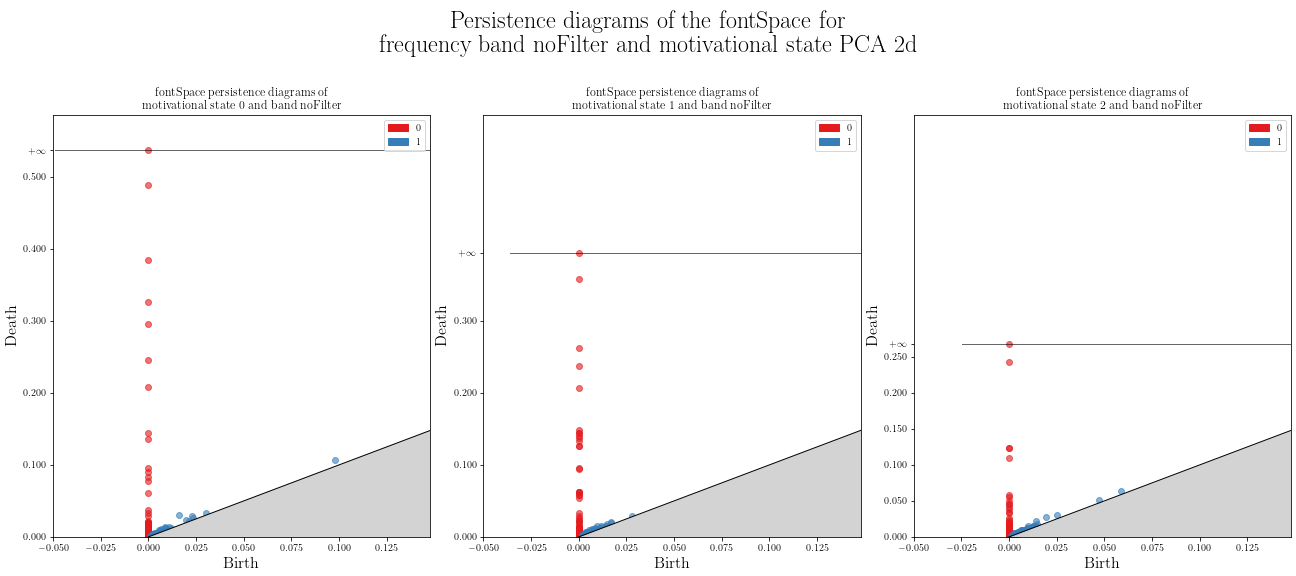 Persistence diagrams of the fontSpace for
frequency band noFilter and motivational state PCA 2d
fontSpace persistence diagrams of
motivational state 0 and band noFilter
0
1
+∞
0.500
0.400
0.300
0.200
0.100
0.000
Death
−0.050 −0.025 0.000 0.025 0.050 0.075 0.100 0.125
Birth
fontSpace persistence diagrams of
motivational state 1 and band noFilter
0
1
+∞
0.300
0.200
0.100
0.000
Death
−0.050 −0.025 0.000 0.025 0.050 0.075 0.100 0.125
Birth
fontSpace persistence diagrams of
motivational state 2 and band noFilter
0
1
+∞
0.250
0.200
0.150
0.100
0.050
0.000
Death
−0.050 −0.025 0.000 0.025 0.050 0.075 0.100 0.125
Birth